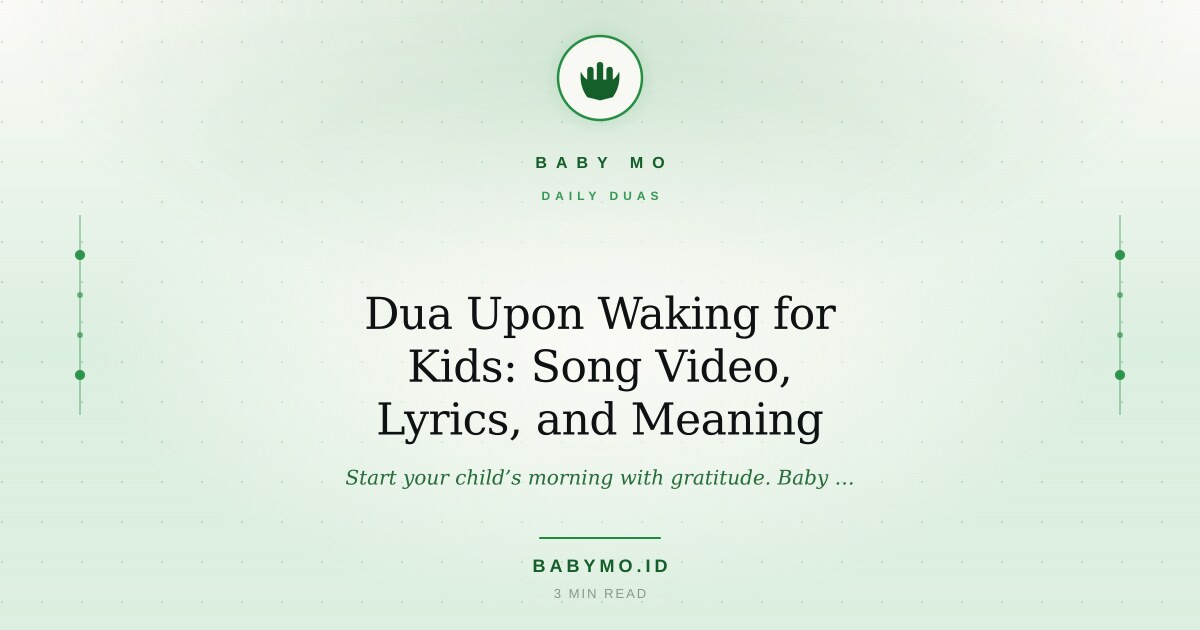 BABY MO
DAILY DUAS
Dua Upon Waking for
Kids: Song Video,
Lyrics, and Meaning
Start your child’s morning with gratitude. Baby …
BABYMO.ID
3 MIN READ